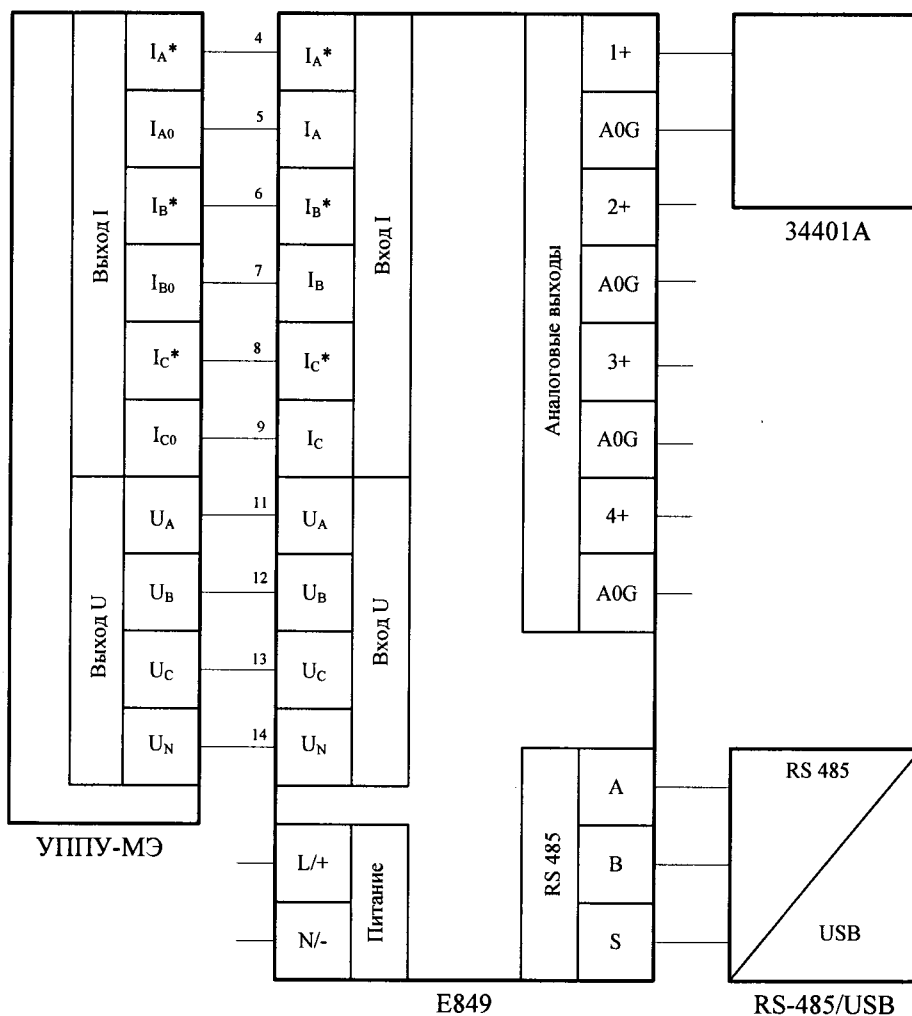 Выход I
I_A*
I_A0
I_B*
I_B0
I_C*
I_C0
Выход U
U_A
U_B
U_C
U_N
УППУ-МЭ
4
5
6
7
8
9
11
12
13
14
I_A*
I_A
I_B*
I_B
I_C*
I_C
Вход I
U_A
U_B
U_C
U_N
Вход U
L/+
N/-
Питание
Аналоговые выходы
1+
A0G
2+
A0G
3+
A0G
4+
A0G
RS 485
A
B
S
E849
34401A
RS 485
USB
RS-485/USB